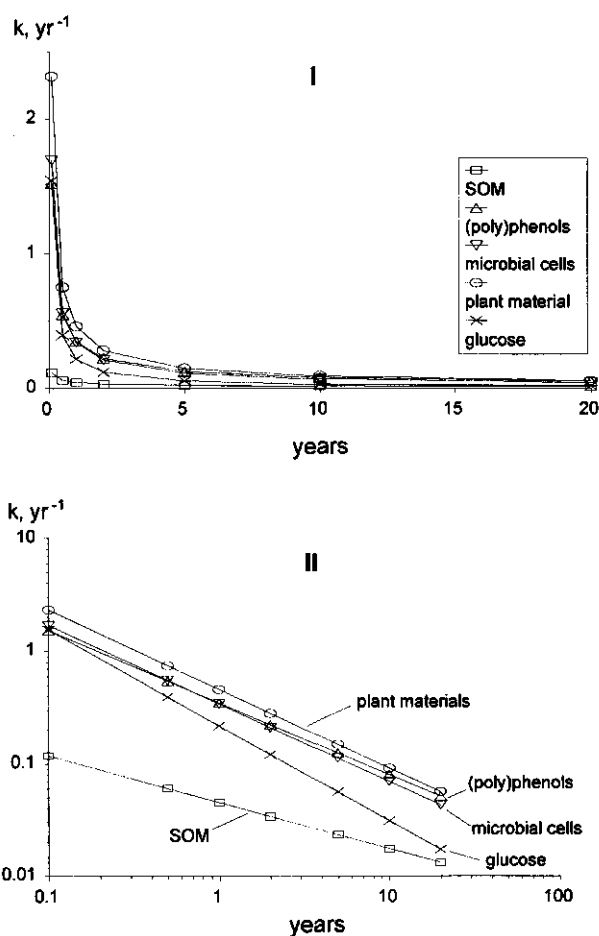 k, yr⁻¹
I
2
1
0
0 5 10 15 20
years
SOM
(poly)phenols
microbial cells
plant material
glucose
k, yr⁻¹
II
10
1
0.1
0.01
plant materials
(poly)phenols
microbial cells
SOM
glucose
0.1 1 10 100
years